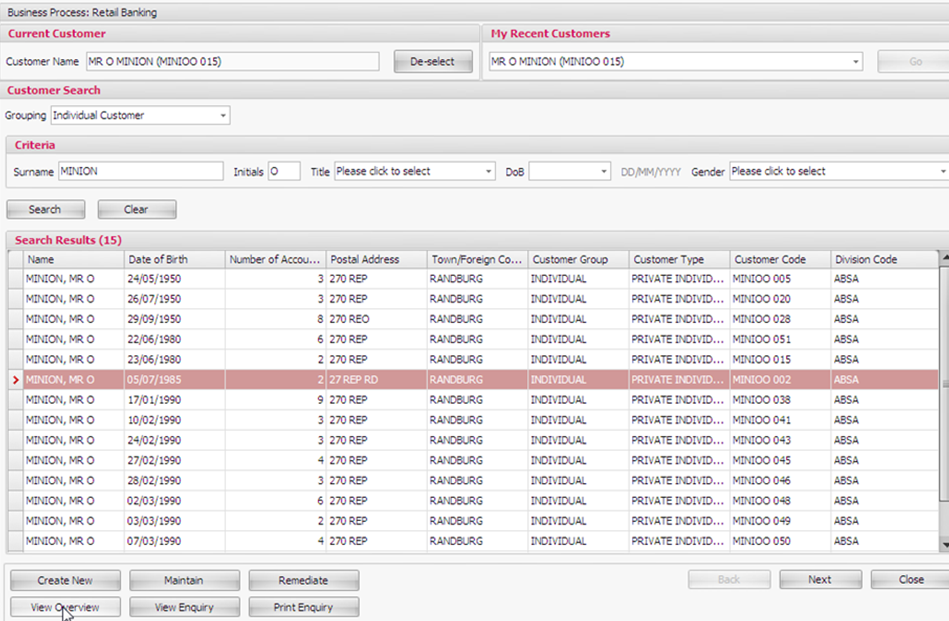 Business Process: Retail Banking
Current Customer
My Recent Customers
Customer Name MR O MINION (MINIOO 015) De-select MR O MINION (MINIOO 015) Go
Customer Search
Grouping Individual Customer
Criteria
Surname MINION Initials O Title Please click to select DoB DD/MM/YYYY Gender Please click to select
Search Clear
Search Results (15)
Name Date of Birth Number of Accou... Postal Address Town/Foreign Co... Customer Group Customer Type Customer Code Division Code
MINION, MR O 24/05/1950 3 270 REP RANDBURG INDIVIDUAL PRIVATE INDIVID... MINIOO 005 ABSA
MINION, MR O 26/07/1950 3 270 REP RANDBURG INDIVIDUAL PRIVATE INDIVID... MINIOO 020 ABSA
MINION, MR O 29/09/1950 8 270 REO RANDBURG INDIVIDUAL PRIVATE INDIVID... MINIOO 028 ABSA
MINION, MR O 22/06/1980 6 270 REP RANDBURG INDIVIDUAL PRIVATE INDIVID... MINIOO 051 ABSA
MINION, MR O 23/06/1980 2 270 REP RANDBURG INDIVIDUAL PRIVATE INDIVID... MINIOO 015 ABSA
MINION, MR O 05/07/1985 2 27 REP RD RANDBURG INDIVIDUAL PRIVATE INDIVID... MINIOO 002 ABSA
MINION, MR O 17/01/1990 9 270 REP RANDBURG INDIVIDUAL PRIVATE INDIVID... MINIOO 038 ABSA
MINION, MR O 10/02/1990 3 270 REP RANDBURG INDIVIDUAL PRIVATE INDIVID... MINIOO 041 ABSA
MINION, MR O 24/02/1990 3 270 REP RANDBURG INDIVIDUAL PRIVATE INDIVID... MINIOO 043 ABSA
MINION, MR O 27/02/1990 4 270 REP RANDBURG INDIVIDUAL PRIVATE INDIVID... MINIOO 045 ABSA
MINION, MR O 28/02/1990 3 270 REP RANDBURG INDIVIDUAL PRIVATE INDIVID... MINIOO 046 ABSA
MINION, MR O 02/03/1990 6 270 REP RANDBURG INDIVIDUAL PRIVATE INDIVID... MINIOO 048 ABSA
MINION, MR O 03/03/1990 2 270 REP RANDBURG INDIVIDUAL PRIVATE INDIVID... MINIOO 049 ABSA
MINION, MR O 07/03/1990 4 270 REP RANDBURG INDIVIDUAL PRIVATE INDIVID... MINIOO 050 ABSA
Create New Maintain Remediate Back Next Close
View Overview View Enquiry Print Enquiry